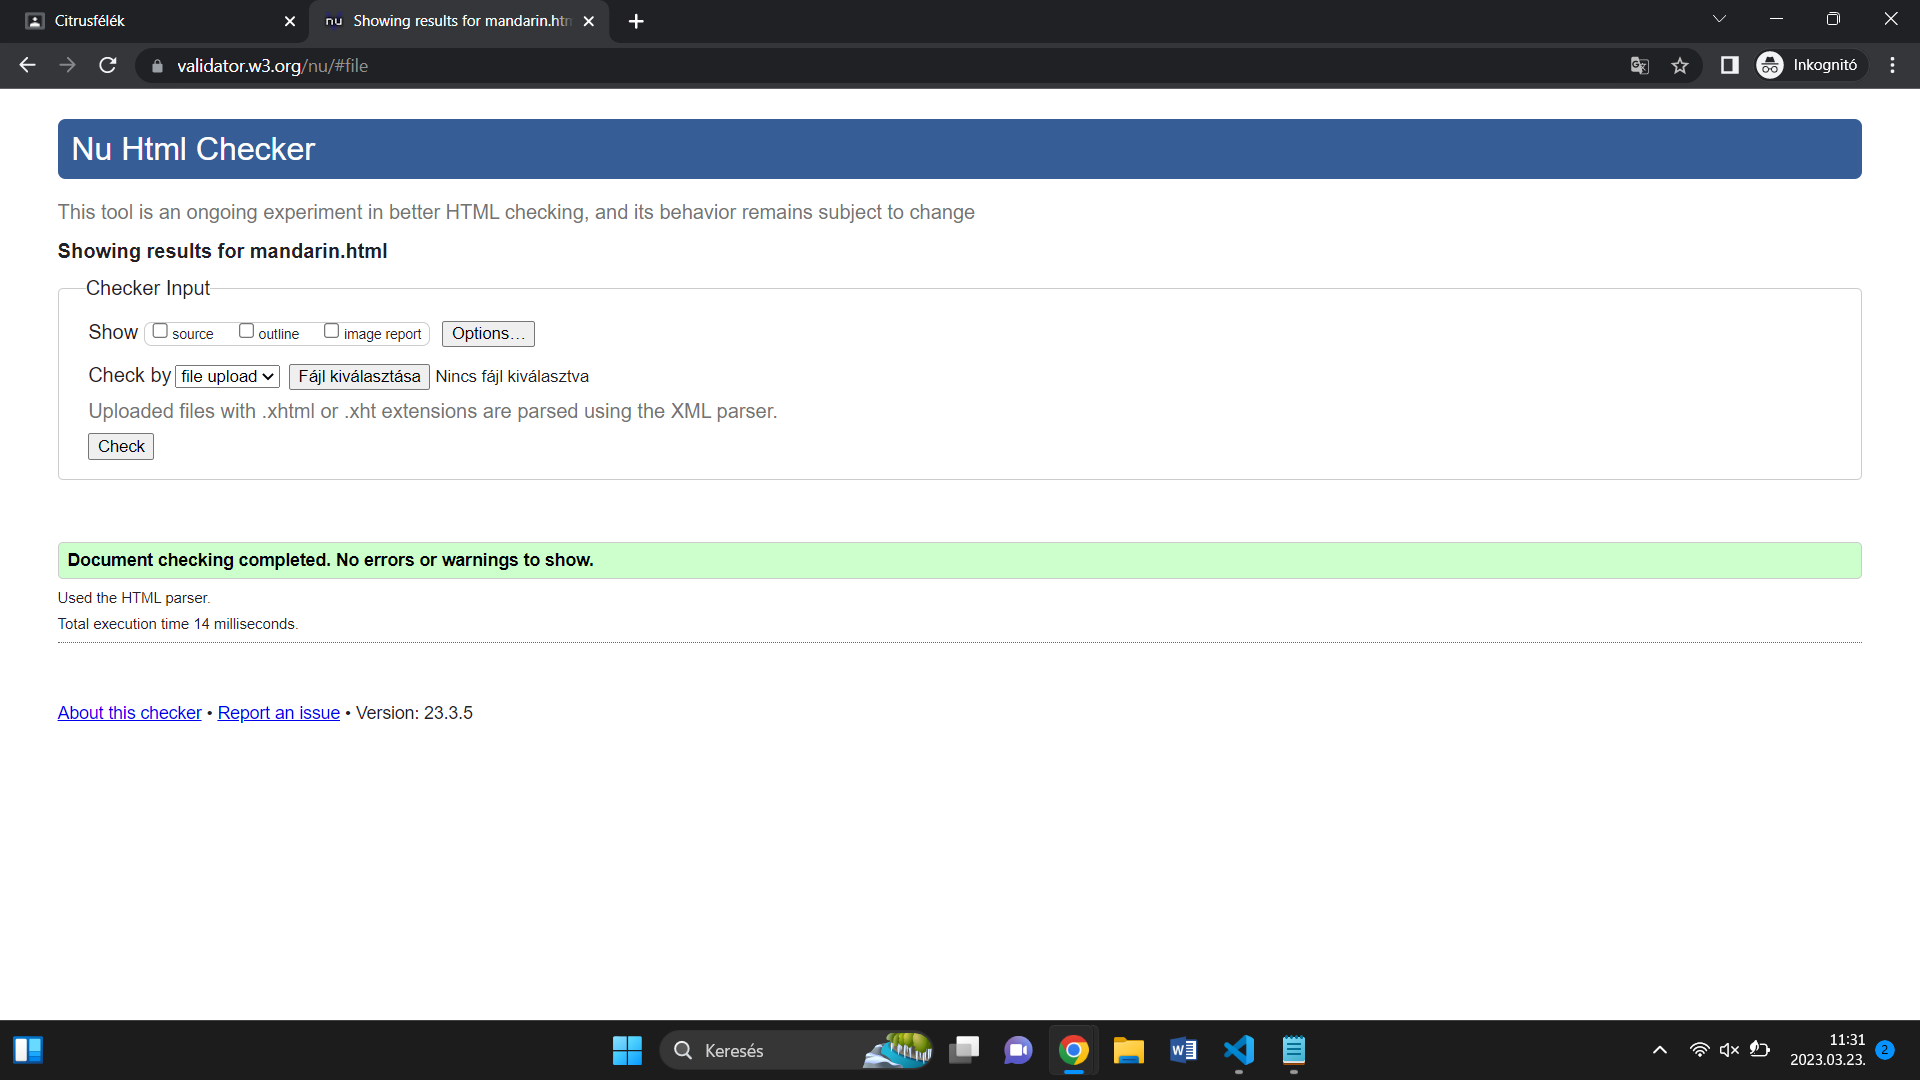 Citrusfélék
nu Showing results for mandarin.htm
validator.w3.org/nu/#file
Inkognitó
Nu Html Checker
This tool is an ongoing experiment in better HTML checking, and its behavior remains subject to change
Showing results for mandarin.html
Checker Input
Show source outline image report Options...
Check by file upload Fájl kiválasztása Nincs fájl kiválasztva
Uploaded files with .xhtml or .xht extensions are parsed using the XML parser.
Check
Document checking completed. No errors or warnings to show.
Used the HTML parser.
Total execution time 14 milliseconds.
About this checker • Report an issue • Version: 23.3.5
Keresés
11:31
2023.03.23.
2